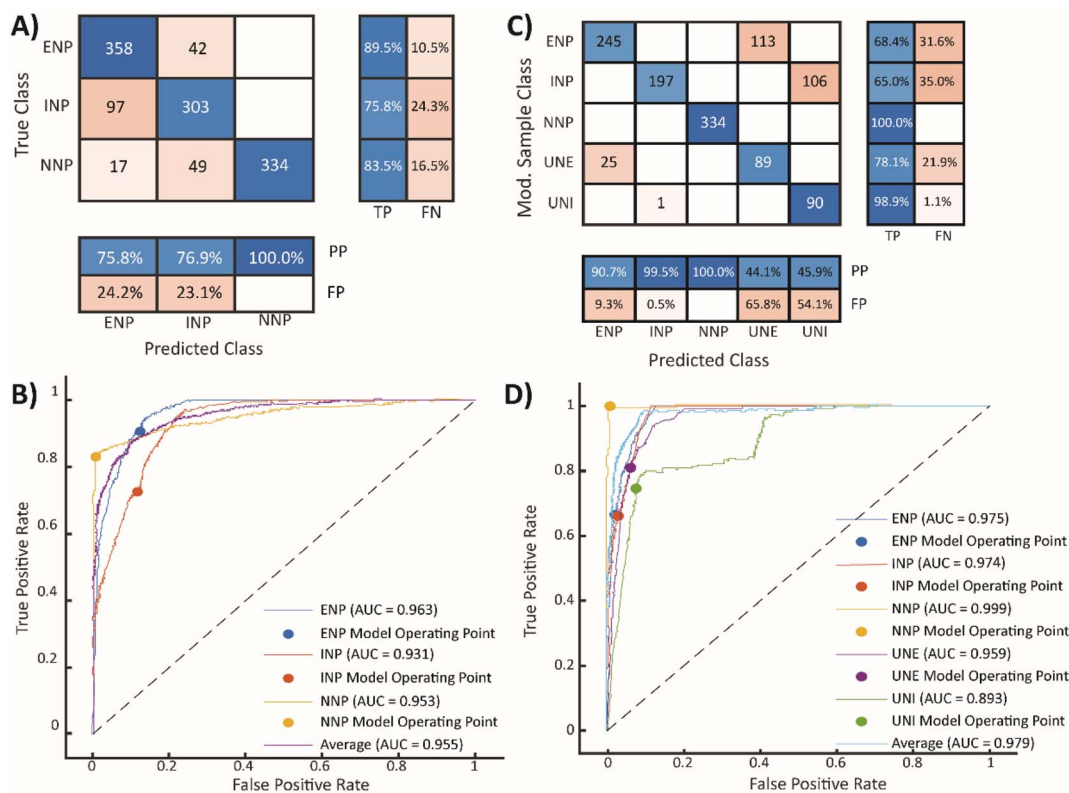 A)
True Class
ENP 358 42 89.5% 10.5%
INP 97 303 75.8% 24.3%
NNP 17 49 334 83.5% 16.5%
TP FN
75.8% 76.9% 100.0% PP
24.2% 23.1% FP
ENP INP NNP
Predicted Class
C)
Mod. Sample Class
ENP 245 113 68.4% 31.6%
INP 197 106 65.0% 35.0%
NNP 334 100.0%
UNE 25 89 78.1% 21.9%
UNI 1 90 98.9% 1.1%
TP FN
90.7% 99.5% 100.0% 44.1% 45.9% PP
9.3% 0.5% 65.8% 54.1% FP
ENP INP NNP UNE UNI
Predicted Class
B)
True Positive Rate
1
0.8
0.6
0.4
0.2
0
ENP (AUC = 0.963)
ENP Model Operating Point
INP (AUC = 0.931)
INP Model Operating Point
NNP (AUC = 0.953)
NNP Model Operating Point
Average (AUC = 0.955)
0 0.2 0.4 0.6 0.8 1
False Positive Rate
D)
True Positive Rate
1
0.8
0.6
0.4
0.2
0
ENP (AUC = 0.975)
ENP Model Operating Point
INP (AUC = 0.974)
INP Model Operating Point
NNP (AUC = 0.999)
NNP Model Operating Point
UNE (AUC = 0.959)
UNE Model Operating Point
UNI (AUC = 0.893)
UNI Model Operating Point
Average (AUC = 0.979)
0 0.2 0.4 0.6 0.8 1
False Positive Rate